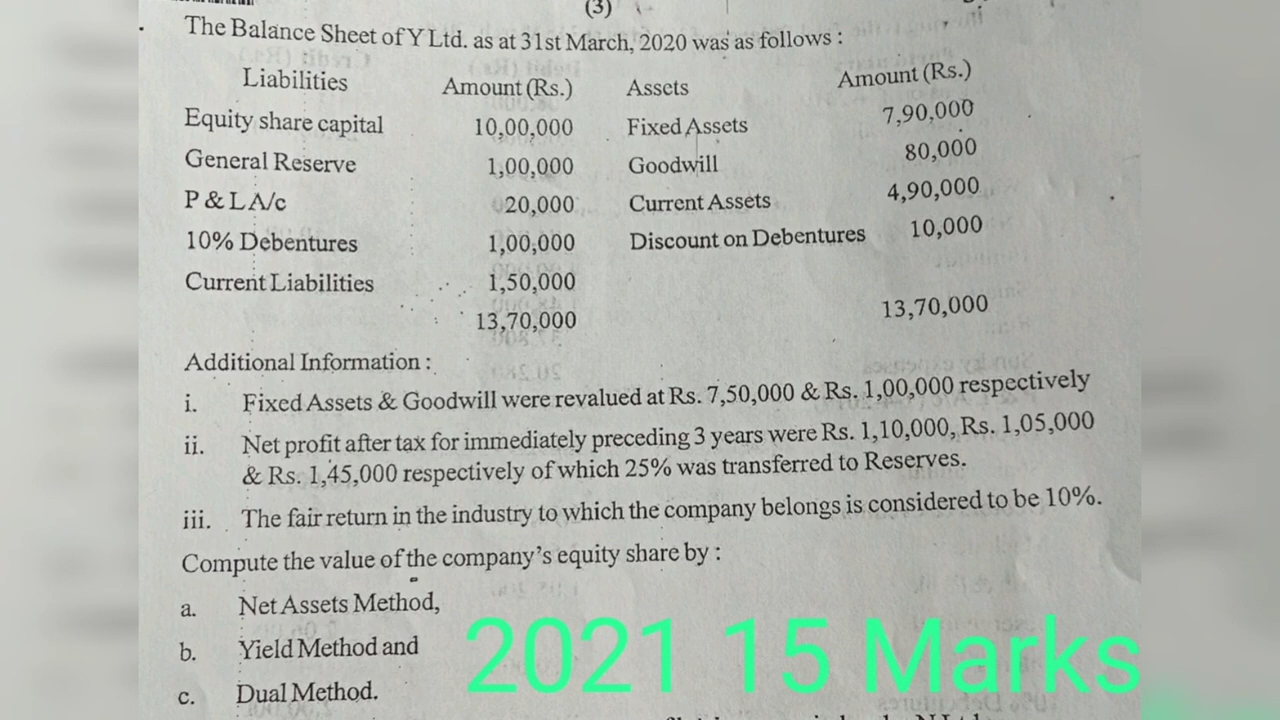 (3)
The Balance Sheet of Y Ltd. as at 31st March, 2020 was as follows :
Liabilities Amount (Rs.) Assets Amount (Rs.)
Equity share capital 10,00,000 Fixed Assets 7,90,000
General Reserve 1,00,000 Goodwill 80,000
P & L A/c 20,000 Current Assets 4,90,000
10% Debentures 1,00,000 Discount on Debentures 10,000
Current Liabilities 1,50,000
13,70,000 13,70,000
Additional Information :
i. Fixed Assets & Goodwill were revalued at Rs. 7,50,000 & Rs. 1,00,000 respectively
ii. Net profit after tax for immediately preceding 3 years were Rs. 1,10,000, Rs. 1,05,000
& Rs. 1,45,000 respectively of which 25% was transferred to Reserves.
iii. The fair return in the industry to which the company belongs is considered to be 10%.
Compute the value of the company's equity share by :
a. Net Assets Method,
b. Yield Method and
c. Dual Method.
2021 15 Marks